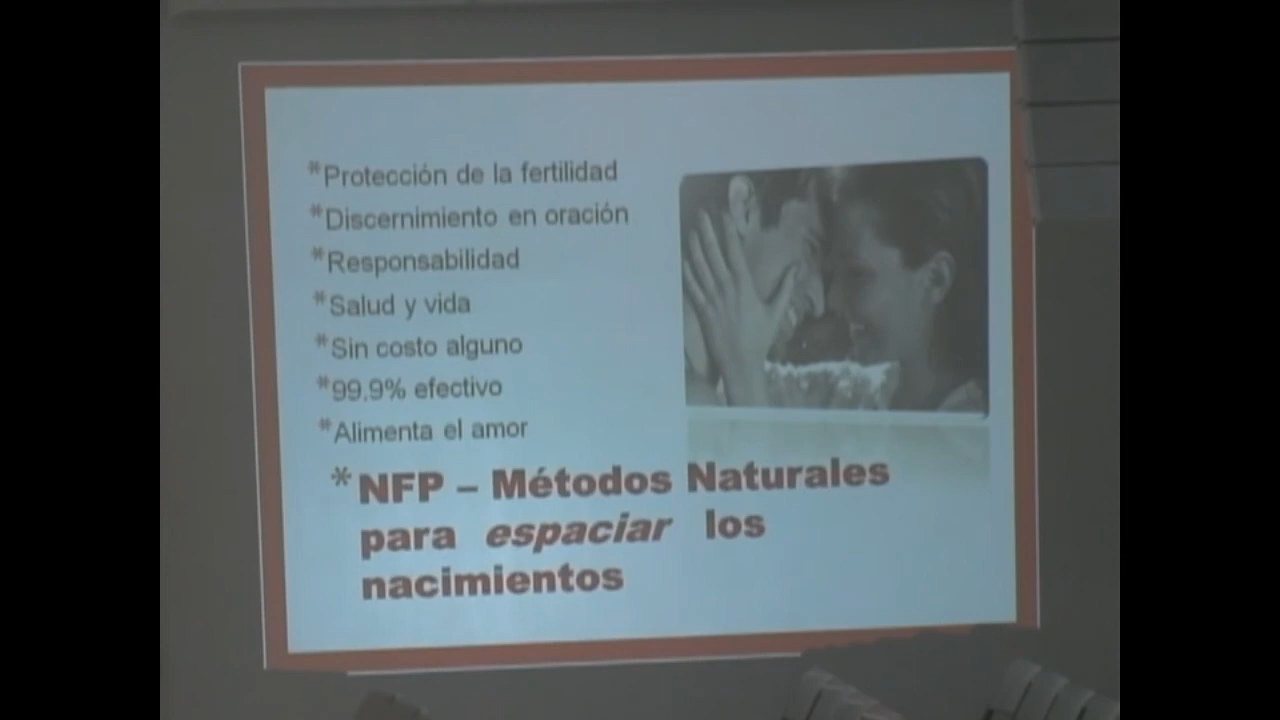 *Protección de la fertilidad
*Discernimiento en oración
*Responsabilidad
*Salud y vida
*Sin costo alguno
*99.9% efectivo
*Alimenta el amor
*NFP – Métodos Naturales
para espaciar los
nacimientos